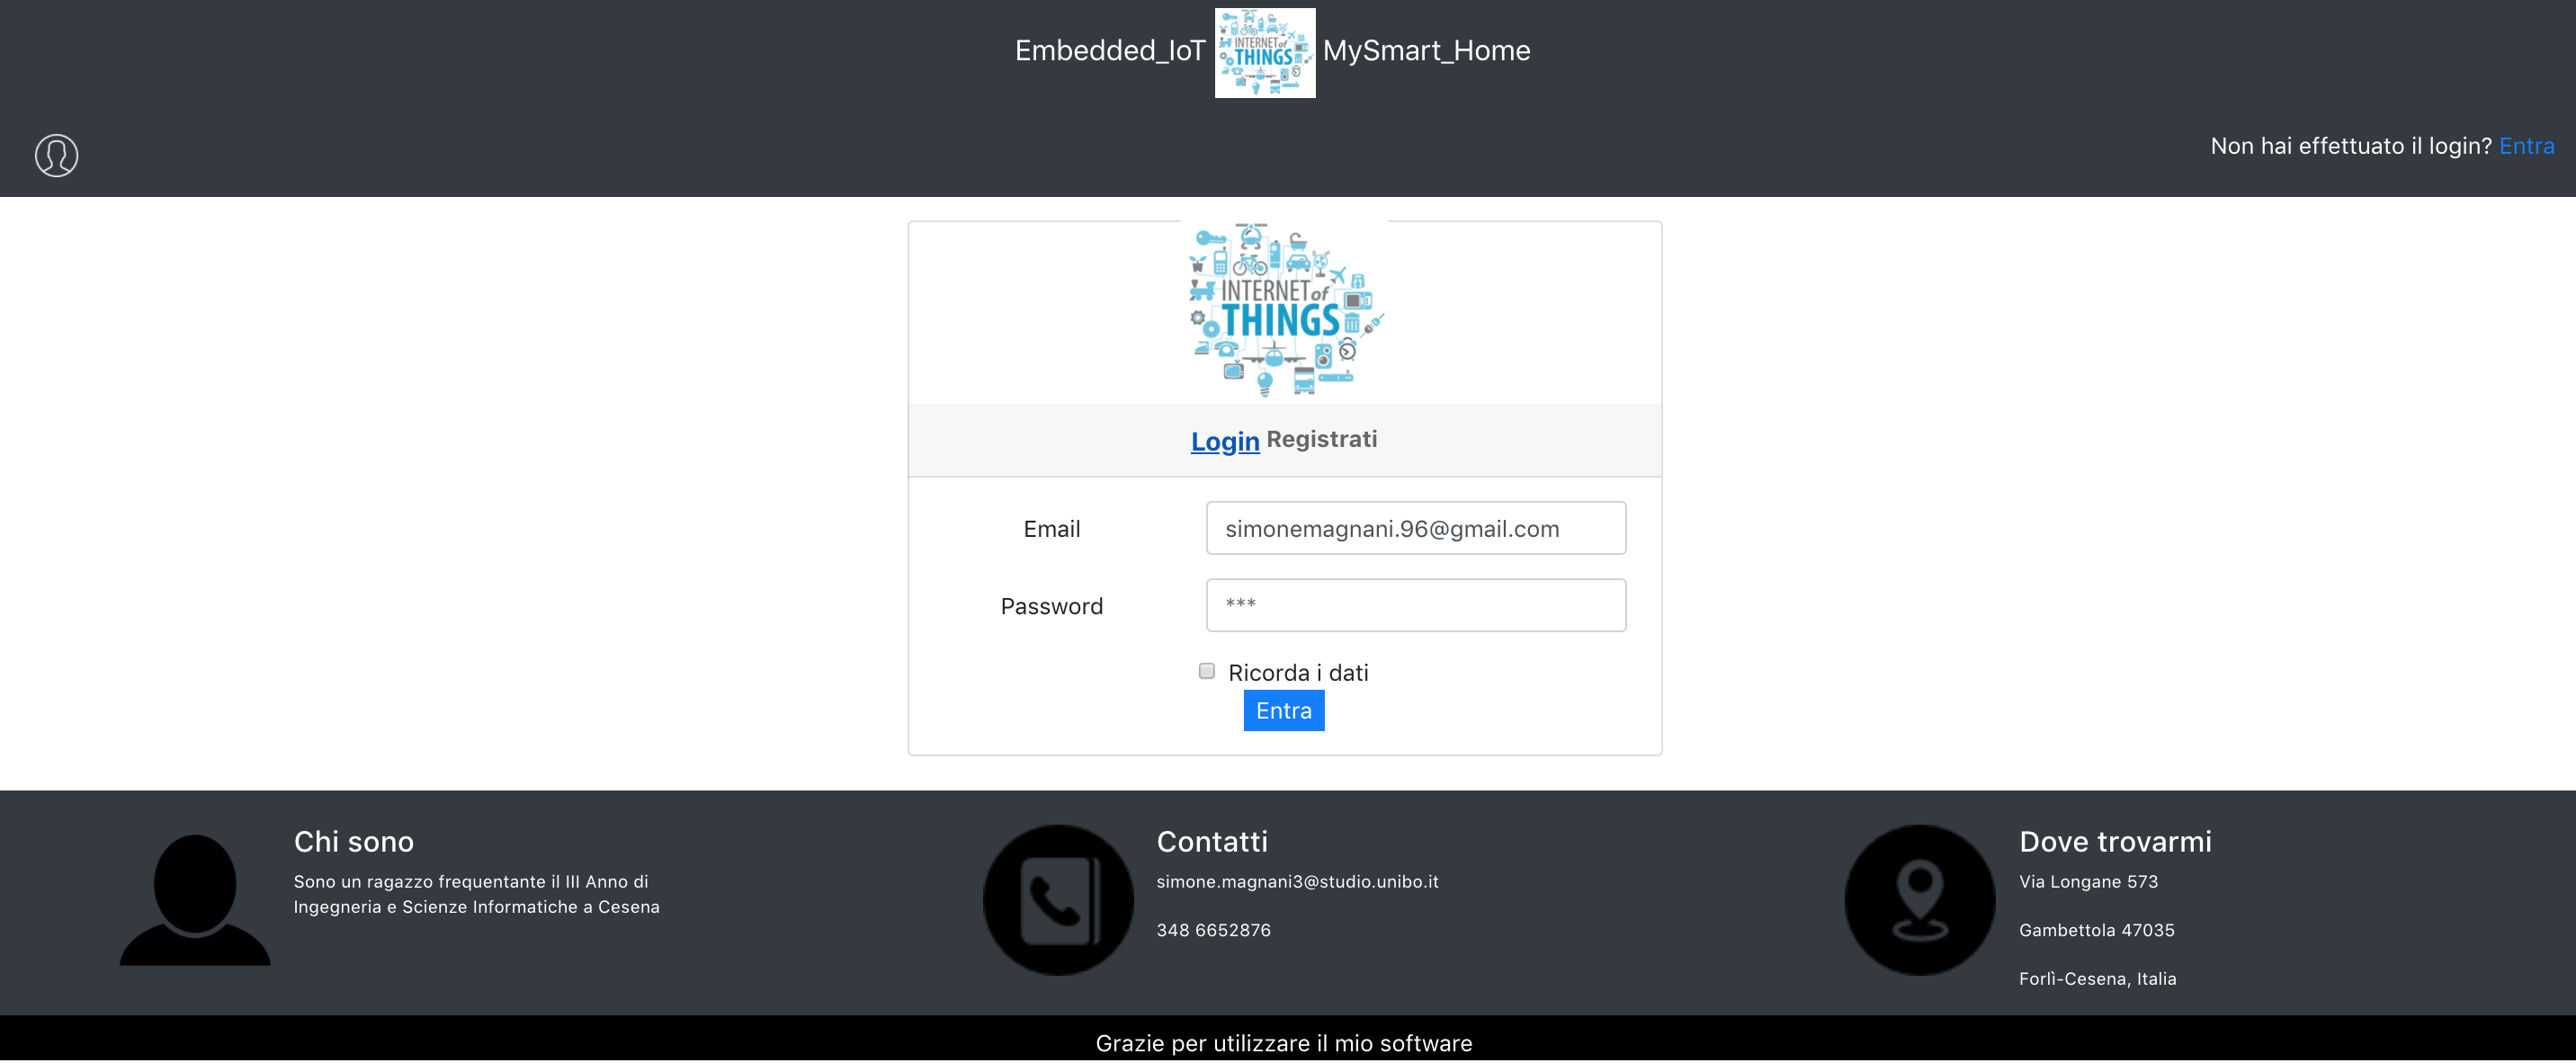 Embedded_IoT INTERNET of THINGS MySmart_Home
Non hai effettuato il login? Entra
INTERNET of
THINGS
Login Registrati
Email simonemagnani.96@gmail.com
Password ***
Ricorda i dati
Entra
Chi sono
Sono un ragazzo frequentante il III Anno di
Ingegneria e Scienze Informatiche a Cesena
Contatti
simone.magnani3@studio.unibo.it
348 6652876
Dove trovarmi
Via Longane 573
Gambettola 47035
Forlì-Cesena, Italia
Grazie per utilizzare il mio software